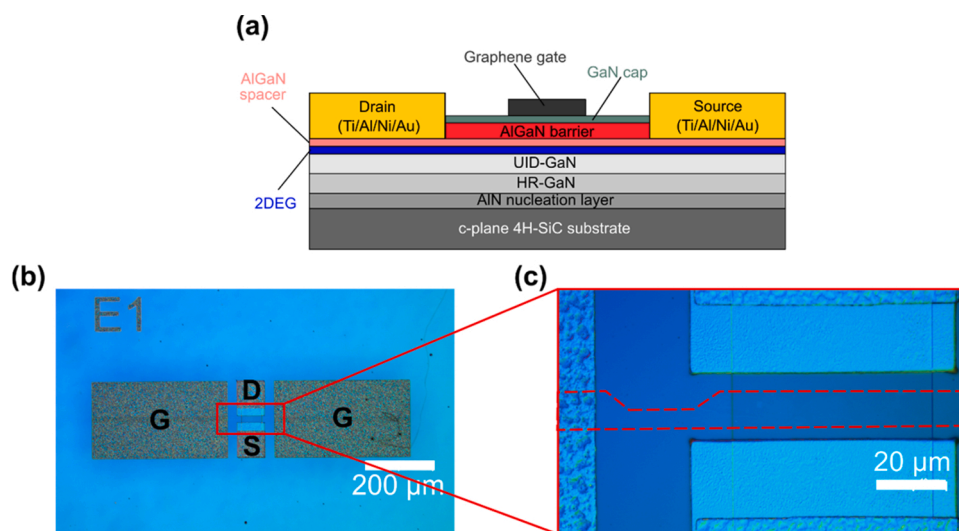 (a)
Graphene gate
GaN cap
AlGaN
spacer
Drain
(Ti/Al/Ni/Au)
Source
(Ti/Al/Ni/Au)
AlGaN barrier
UID-GaN
2DEG
HR-GaN
AlN nucleation layer
c-plane 4H-SiC substrate
(b)
(c)
E1
D
G
G
S
200 μm
20 μm